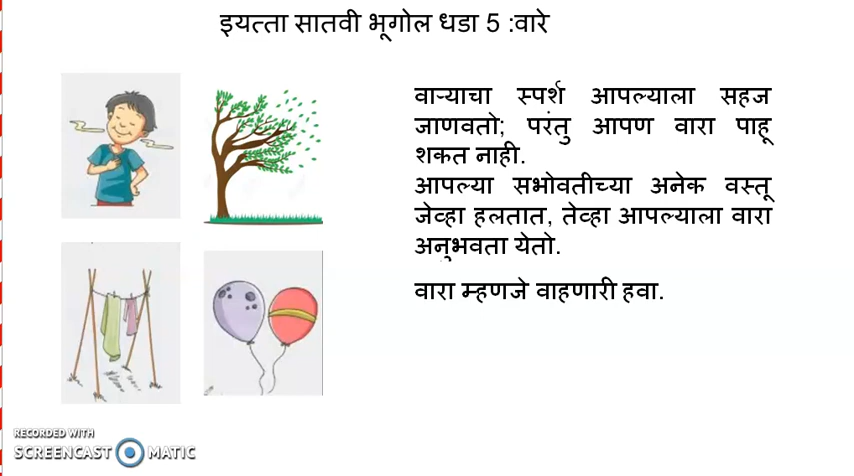 इयत्ता सातवी भूगोल धडा 5 :वारे
वाऱ्याचा स्पर्श आपल्याला सहज
जाणवतो; परंतु आपण वारा पाहू
शकत नाही.
आपल्या सभोवतीच्या अनेक वस्तू
जेव्हा हलतात, तेव्हा आपल्याला वारा
अनुभवता येतो.
वारा म्हणजे वाहणारी हवा.
RECORDED WITH
SCREENCAST MATIC